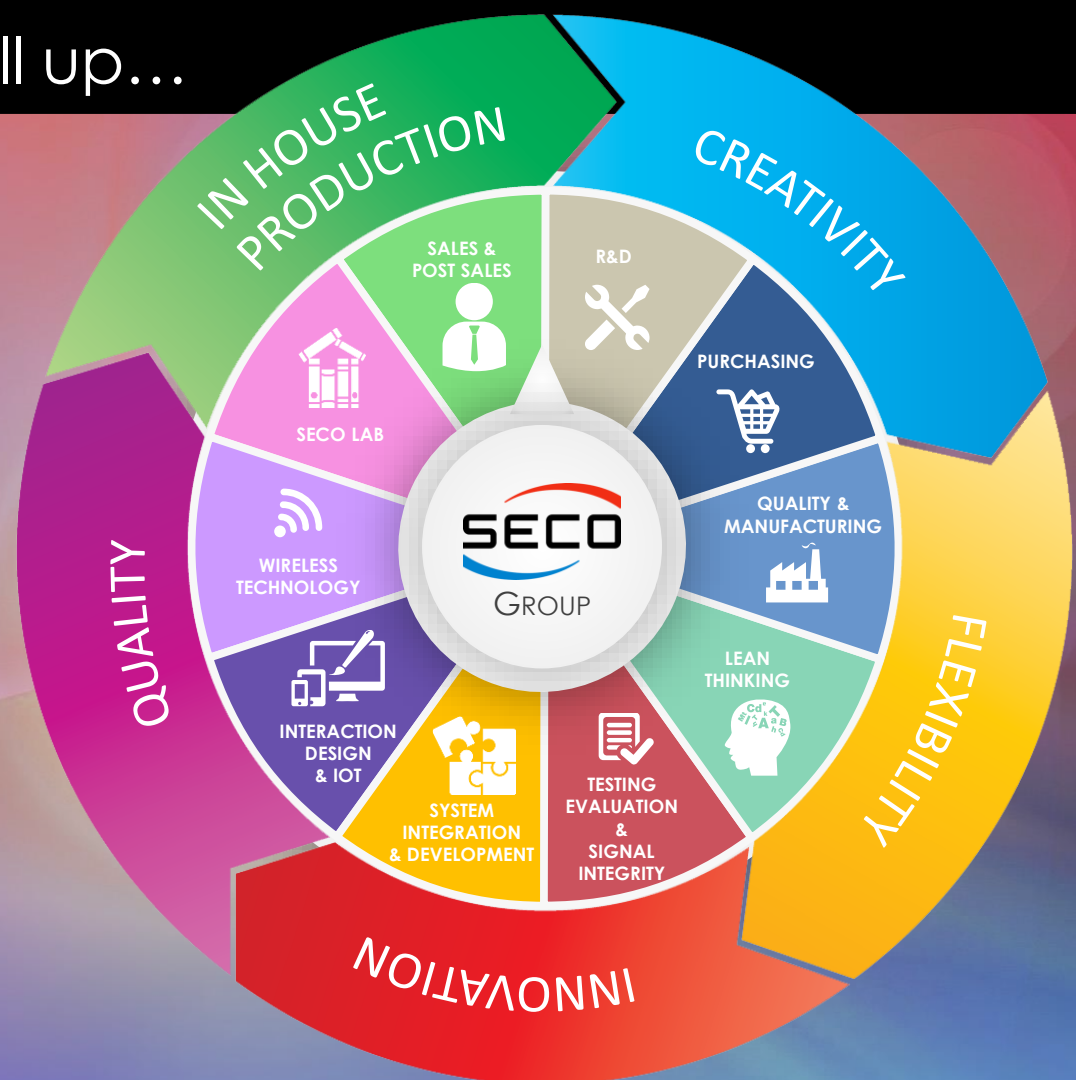 ll up…
IN HOUSE
PRODUCTION
CREATIVITY
FLEXIBILITY
INNOVATION
QUALITY
SALES &
POST SALES
R&D
PURCHASING
QUALITY &
MANUFACTURING
LEAN
THINKING
TESTING
EVALUATION
&
SIGNAL
INTEGRITY
SYSTEM
INTEGRATION
& DEVELOPMENT
INTERACTION
DESIGN
& IOT
WIRELESS
TECHNOLOGY
SECO LAB
SECO
GROUP